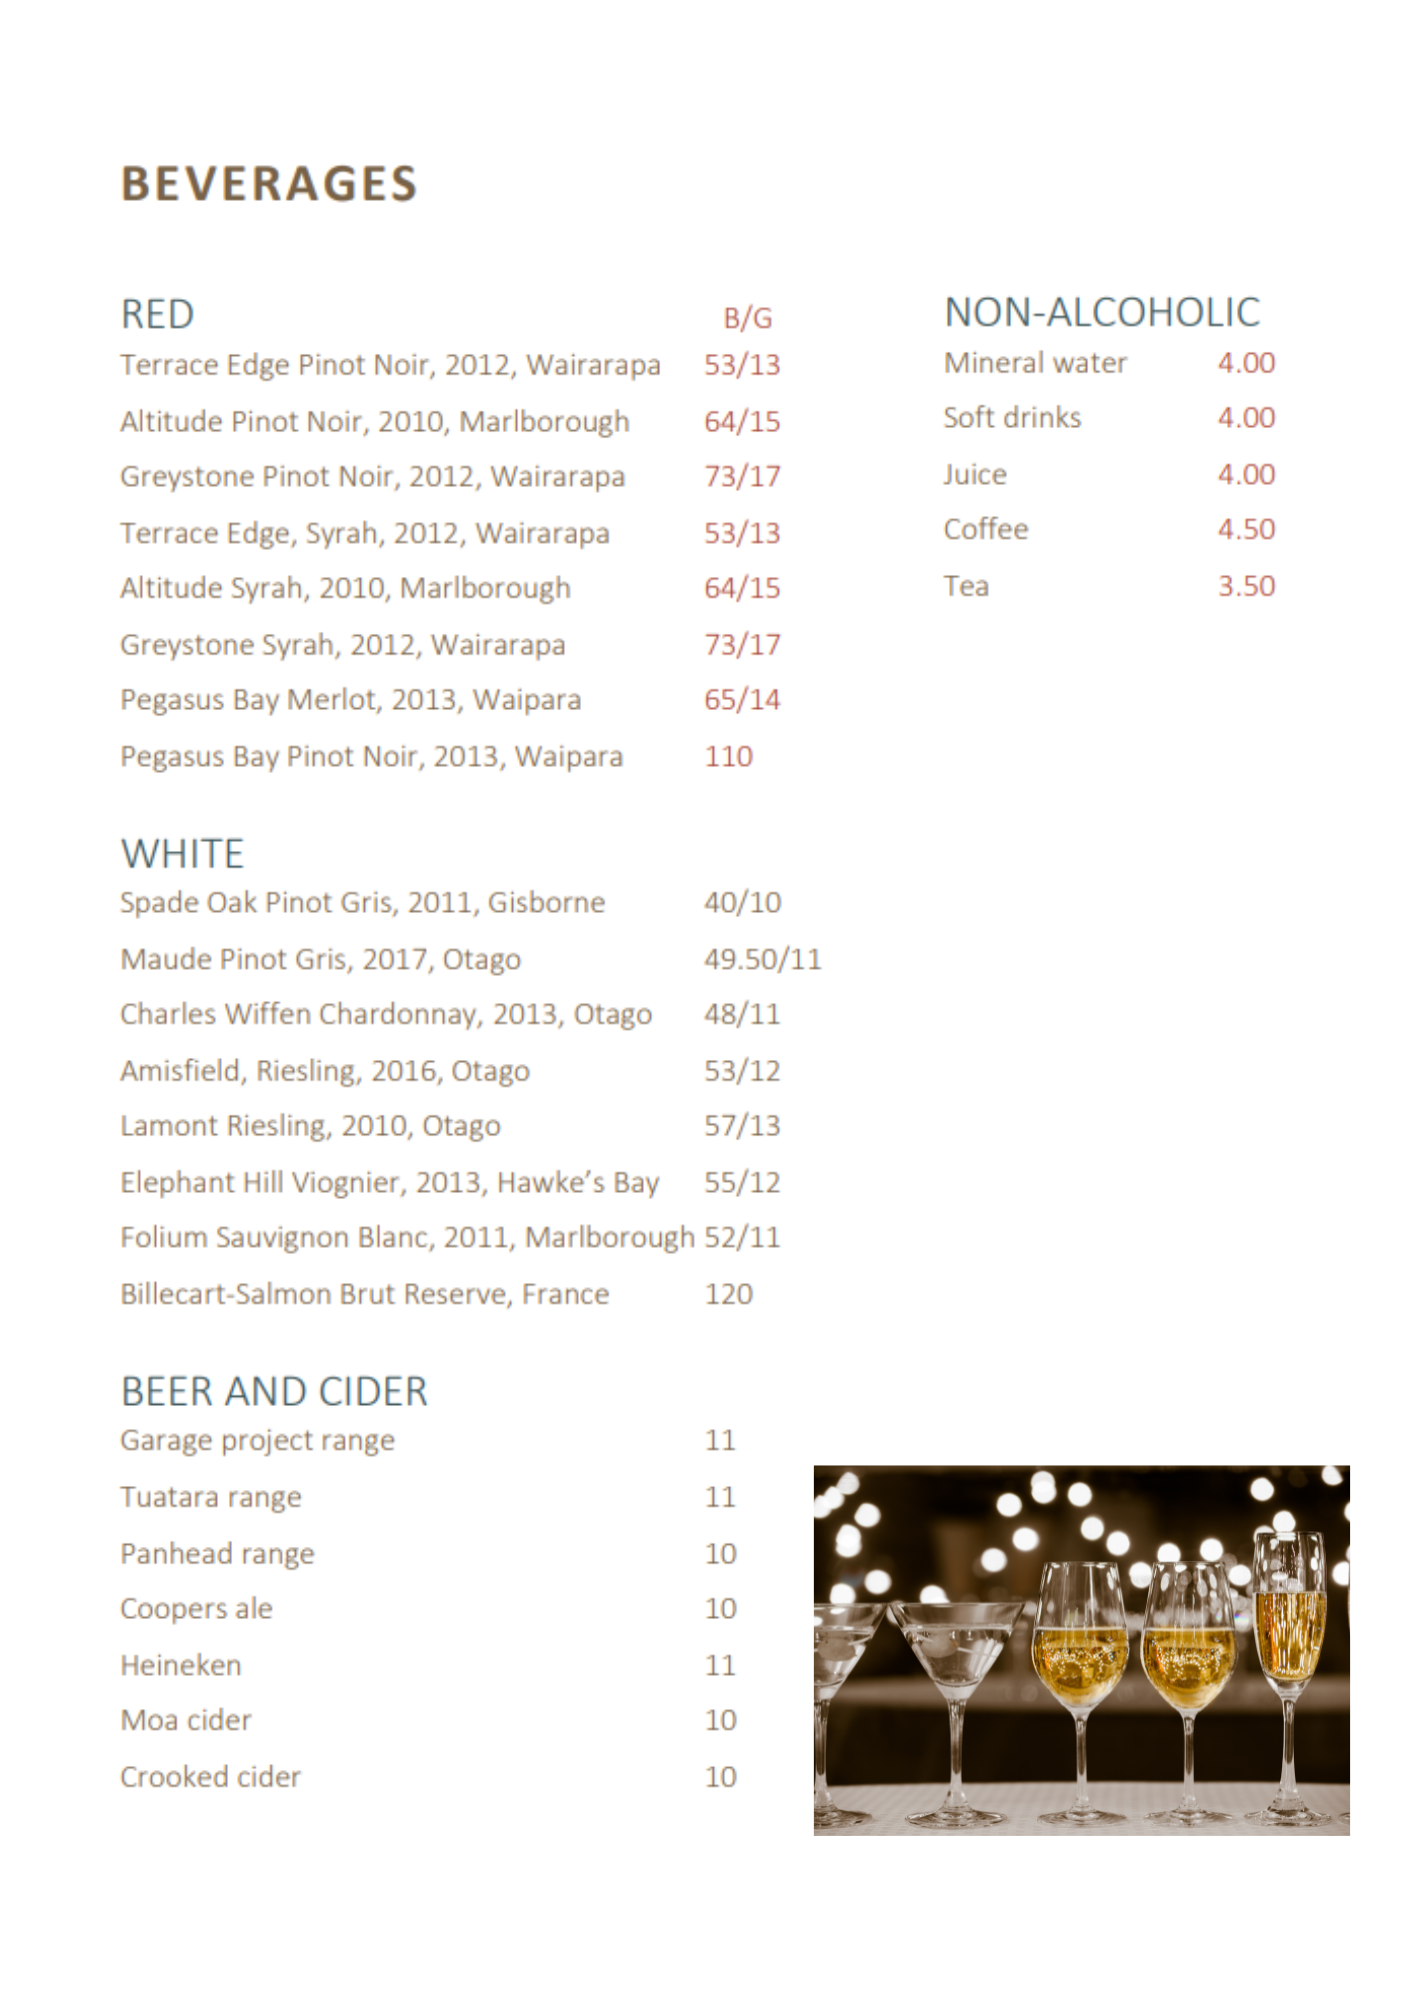 BEVERAGES
RED B/G
Terrace Edge Pinot Noir, 2012, Wairarapa 53/13
Altitude Pinot Noir, 2010, Marlborough 64/15
Greystone Pinot Noir, 2012, Wairarapa 73/17
Terrace Edge, Syrah, 2012, Wairarapa 53/13
Altitude Syrah, 2010, Marlborough 64/15
Greystone Syrah, 2012, Wairarapa 73/17
Pegasus Bay Merlot, 2013, Waipara 65/14
Pegasus Bay Pinot Noir, 2013, Waipara 110
WHITE
Spade Oak Pinot Gris, 2011, Gisborne 40/10
Maude Pinot Gris, 2017, Otago 49.50/11
Charles Wiffen Chardonnay, 2013, Otago 48/11
Amisfield, Riesling, 2016, Otago 53/12
Lamont Riesling, 2010, Otago 57/13
Elephant Hill Viognier, 2013, Hawke’s Bay 55/12
Folium Sauvignon Blanc, 2011, Marlborough 52/11
Billecart-Salmon Brut Reserve, France 120
BEER AND CIDER
Garage project range 11
Tuatara range 11
Panhead range 10
Coopers ale 10
Heineken 11
Moa cider 10
Crooked cider 10
NON-ALCOHOLIC
Mineral water 4.00
Soft drinks 4.00
Juice 4.00
Coffee 4.50
Tea 3.50